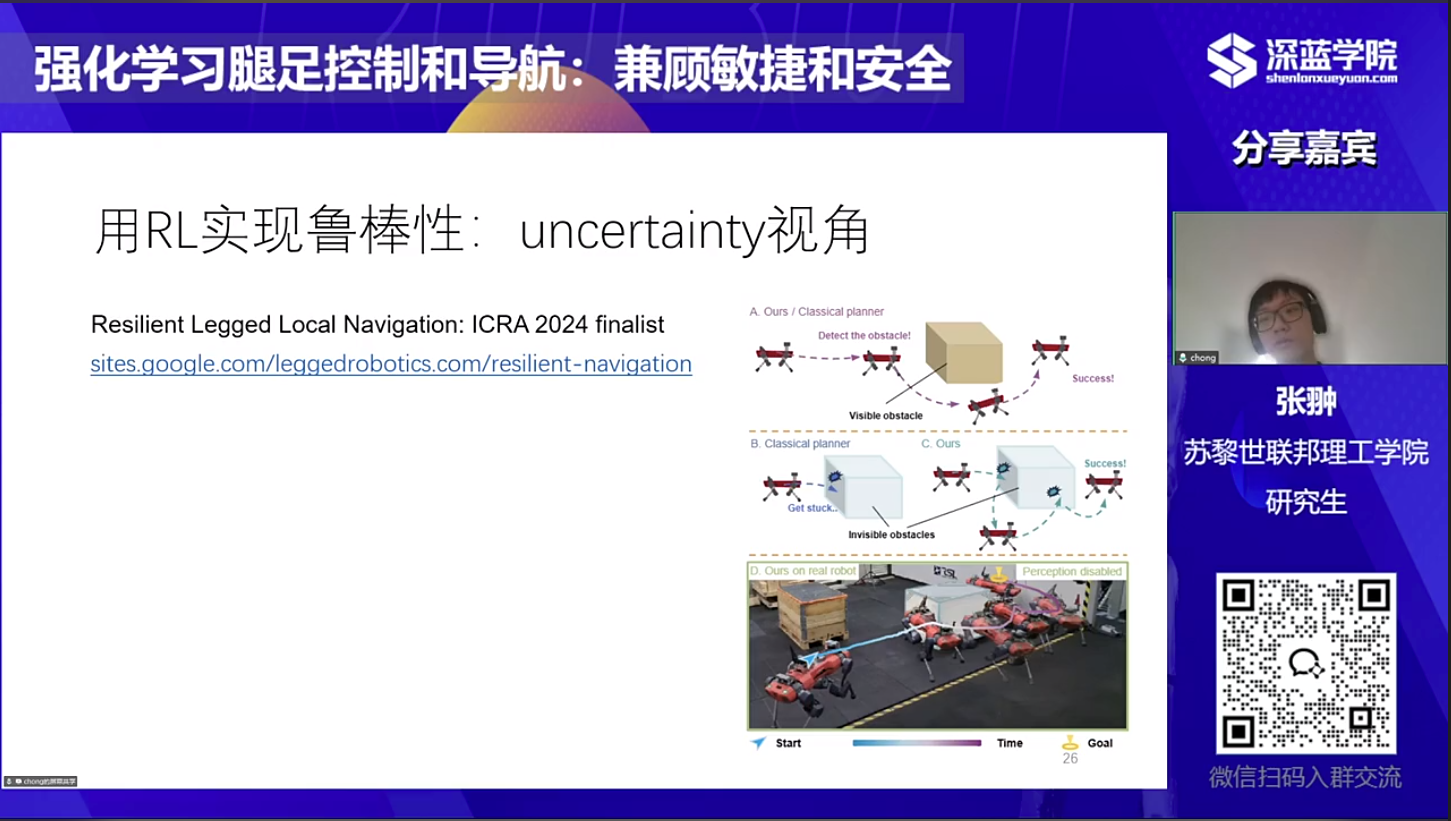 强化学习腿足控制和导航：兼顾敏捷和安全
深蓝学院
shenlanxueyuan.com
分享嘉宾
用RL实现鲁棒性：uncertainty视角
Resilient Legged Local Navigation: ICRA 2024 finalist
sites.google.com/leggedrobotics.com/resilient-navigation
A. Ours / Classical planner
Detect the obstacle!
Success!
Visible obstacle
B. Classical planner
C. Ours
Success!
Get stuck..
Invisible obstacles
D. Ours on real robot
RSL
Perception disabled
Start
Time
Goal
26
chong
张翀
苏黎世联邦理工学院
研究生
微信扫码入群交流
chong的屏幕共享